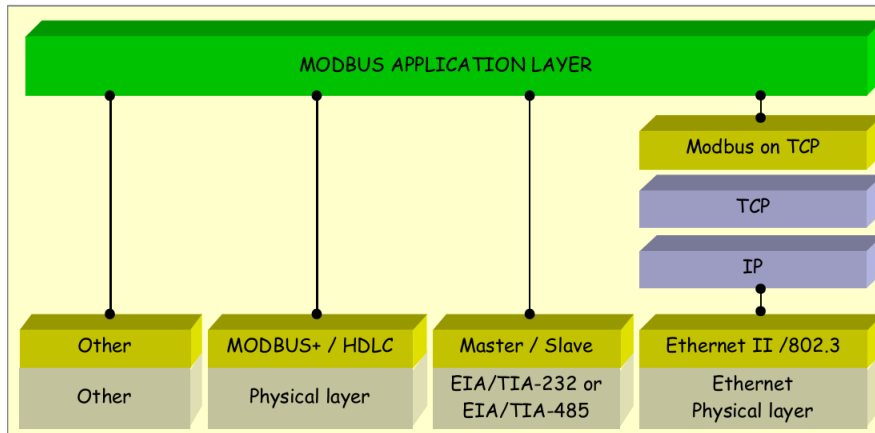 MODBUS APPLICATION LAYER
Modbus on TCP
TCP
IP
Other
MODBUS+ / HDLC
Master / Slave
Ethernet II /802.3
Other
Physical layer
EIA/TIA-232 or
EIA/TIA-485
Ethernet
Physical layer